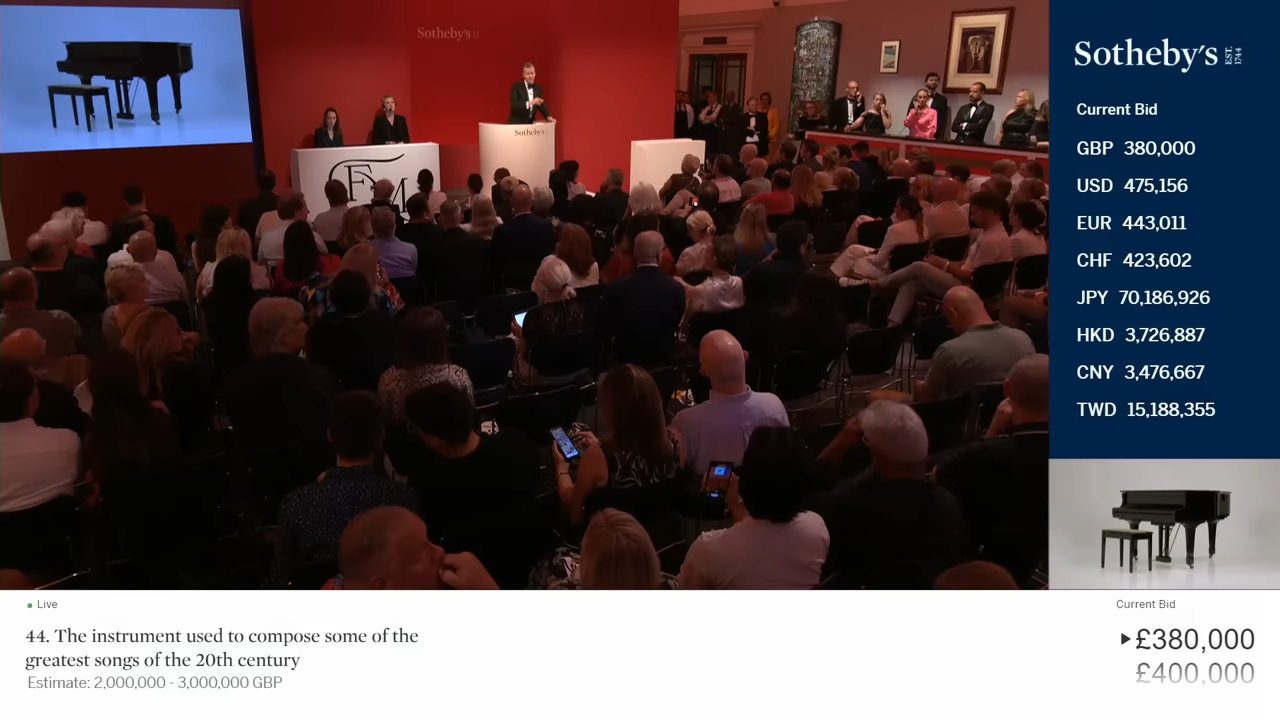 Sotheby's
Sotheby's
FM
Sotheby's EST. 1744
Current Bid
GBP 380,000
USD 475,156
EUR 443,011
CHF 423,602
JPY 70,186,926
HKD 3,726,887
CNY 3,476,667
TWD 15,188,355
Live
44. The instrument used to compose some of the
greatest songs of the 20th century
Estimate: 2,000,000 - 3,000,000 GBP
Current Bid
£380,000
£400,000